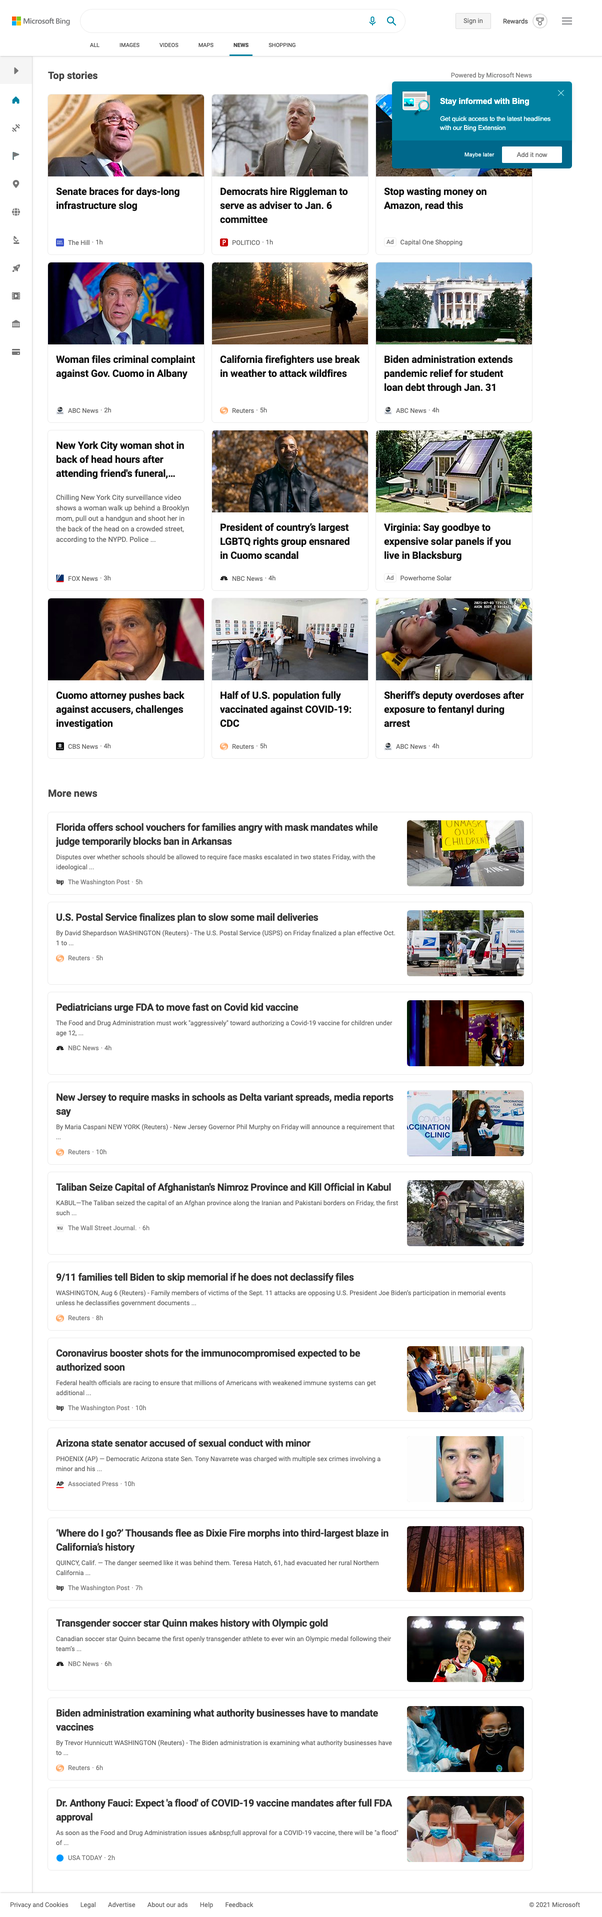 Microsoft Bing
Sign in
Rewards
ALL
IMAGES
VIDEOS
MAPS
NEWS
SHOPPING
Top stories
Powered by Microsoft News
Stay informed with Bing
Get quick access to the latest headlines
with our Bing Extension
Maybe later
Add it now
Senate braces for days-long
infrastructure slog
The Hill · 1h
Democrats hire Riggleman to
serve as adviser to Jan. 6
committee
POLITICO · 1h
Stop wasting money on
Amazon, read this
Ad Capital One Shopping
Woman files criminal complaint
against Gov. Cuomo in Albany
ABC News · 2h
California firefighters use break
in weather to attack wildfires
Reuters · 5h
Biden administration extends
pandemic relief for student
loan debt through Jan. 31
ABC News · 4h
New York City woman shot in
back of head hours after
attending friend's funeral,...
Chilling New York City surveillance video
shows a woman walk up behind a Brooklyn
mom, pull out a handgun and shoot her in
the back of the head on a crowded street,
according to the NYPD. Police ...
FOX News · 3h
President of country's largest
LGBTQ rights group ensnared
in Cuomo scandal
NBC News · 4h
Virginia: Say goodbye to
expensive solar panels if you
live in Blacksburg
Ad Powerhome Solar
Cuomo attorney pushes back
against accusers, challenges
investigation
CBS News · 4h
Half of U.S. population fully
vaccinated against COVID-19:
CDC
Reuters · 5h
Sheriff's deputy overdoses after
exposure to fentanyl during
arrest
ABC News · 4h
More news
Florida offers school vouchers for families angry with mask mandates while
judge temporarily blocks ban in Arkansas
Disputes over whether schools should be allowed to require face masks escalated in two states Friday, with the
ideological ...
The Washington Post · 5h
UNMASK
OUR
CHILDREN
XING
U.S. Postal Service finalizes plan to slow some mail deliveries
By David Shepardson WASHINGTON (Reuters) - The U.S. Postal Service (USPS) on Friday finalized a plan effective Oct.
1 to ...
Reuters · 5h
Pediatricians urge FDA to move fast on Covid kid vaccine
The Food and Drug Administration must work "aggressively" toward authorizing a Covid-19 vaccine for children under
age 12, ...
NBC News · 4h
New Jersey to require masks in schools as Delta variant spreads, media reports
say
By Maria Caspani NEW YORK (Reuters) - New Jersey Governor Phil Murphy on Friday will announce a requirement that
...
Reuters · 10h
COVID-19
ACCINATION
CLINIC
VACCINATION
CLINIC
Taliban Seize Capital of Afghanistan's Nimroz Province and Kill Official in Kabul
KABUL—The Taliban seized the capital of an Afghan province along the Iranian and Pakistani borders on Friday, the first
such ...
The Wall Street Journal. · 6h
9/11 families tell Biden to skip memorial if he does not declassify files
WASHINGTON, Aug 6 (Reuters) - Family members of victims of the Sept. 11 attacks are opposing U.S. President Joe Biden's participation in memorial events
unless he declassifies government documents ...
Reuters · 8h
Coronavirus booster shots for the immunocompromised expected to be
authorized soon
Federal health officials are racing to ensure that millions of Americans with weakened immune systems can get
additional ...
The Washington Post · 10h
Arizona state senator accused of sexual conduct with minor
PHOENIX (AP) — Democratic Arizona state Sen. Tony Navarrete was charged with multiple sex crimes involving a
minor and his ...
AP Associated Press · 10h
'Where do I go?' Thousands flee as Dixie Fire morphs into third-largest blaze in
California's history
QUINCY, Calif. — The danger seemed like it was behind them. Teresa Hatch, 61, had evacuated her rural Northern
California ...
The Washington Post · 7h
Transgender soccer star Quinn makes history with Olympic gold
Canadian soccer star Quinn became the first openly transgender athlete to ever win an Olympic medal following their
team's ...
NBC News · 6h
Biden administration examining what authority businesses have to mandate
vaccines
By Trevor Hunnicutt WASHINGTON (Reuters) - The Biden administration is examining what authority businesses have
to ...
Reuters · 6h
Dr. Anthony Fauci: Expect 'a flood' of COVID-19 vaccine mandates after full FDA
approval
As soon as the Food and Drug Administration issues a&nbsp;full approval for a COVID-19 vaccine, there will be "a flood"
of ...
USA TODAY · 2h
Privacy and Cookies
Legal
Advertise
About our ads
Help
Feedback
© 2021 Microsoft